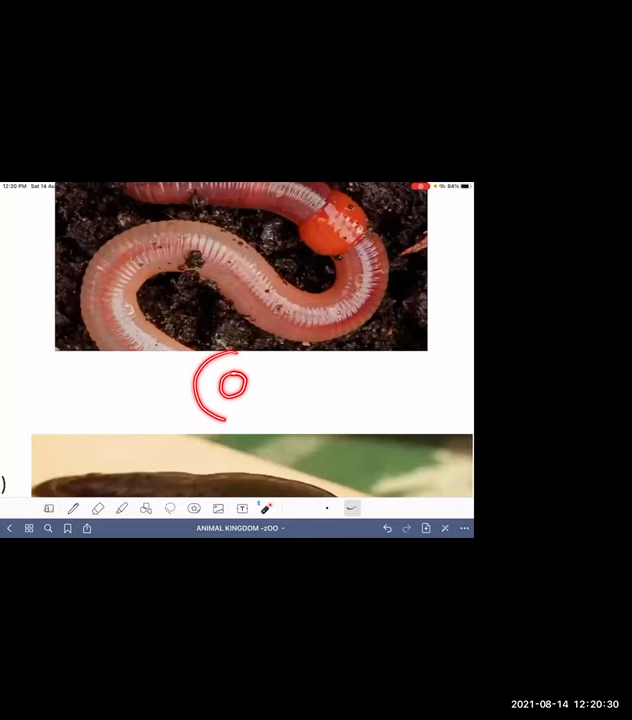 12:20 PM Sat 14 Au
84%
)
T
ANIMAL KINGDOM -zOO
2021-08-14 12:20:30